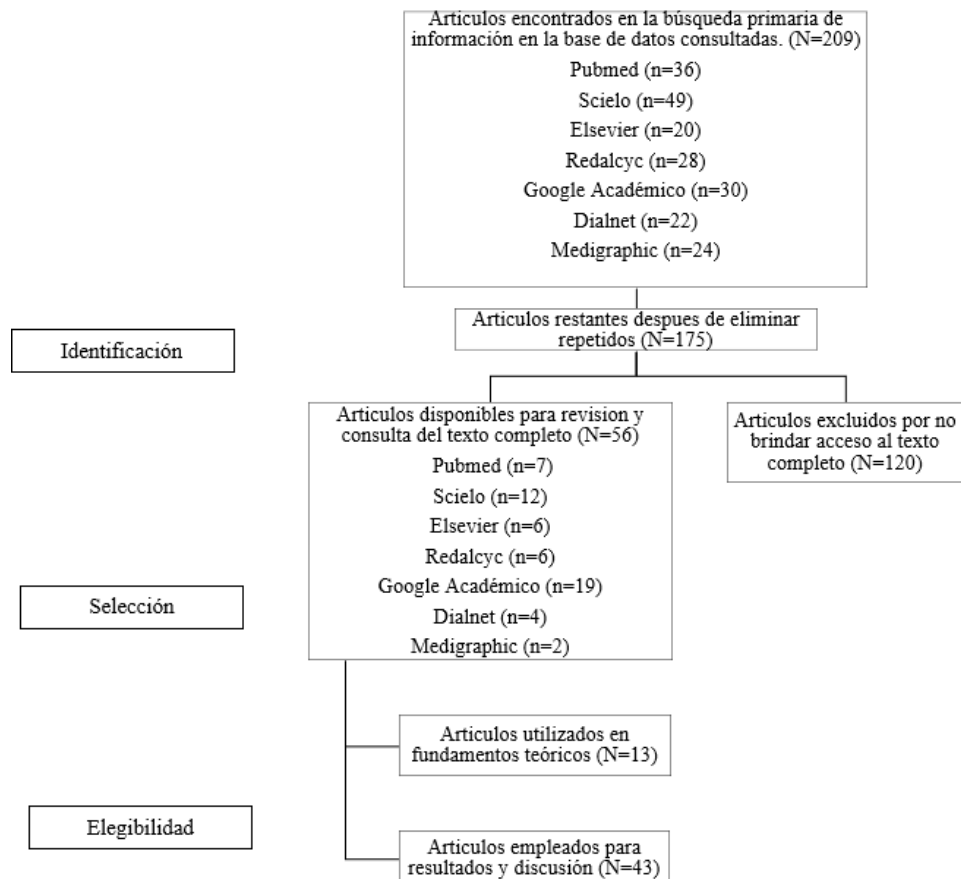 Articulos encontrados en la búsqueda primaria de
información en la base de datos consultadas. (N=209)
Pubmed (n=36)
Scielo (n=49)
Elsevier (n=20)
Redalcyc (n=28)
Google Académico (n=30)
Dialnet (n=22)
Medigraphic (n=24)
Articulos restantes despues de eliminar
repetidos (N=175)
Identificación
Articulos disponibles para revision y
consulta del texto completo (N=56)
Pubmed (n=7)
Scielo (n=12)
Elsevier (n=6)
Redalcyc (n=6)
Google Académico (n=19)
Dialnet (n=4)
Medigraphic (n=2)
Articulos excluidos por no
brindar acceso al texto
completo (N=120)
Selección
Articulos utilizados en
fundamentos teóricos (N=13)
Elegibilidad
Articulos empleados para
resultados y discusión (N=43)